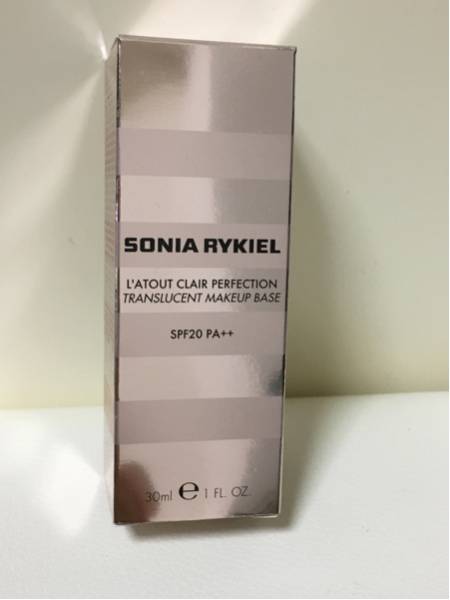 SONIA RYKIEL
L'ATOUT CLAIR PERFECTION
TRANSLUCENT MAKEUP BASE
SPF20 PA++
30ml e 1 FL. OZ.